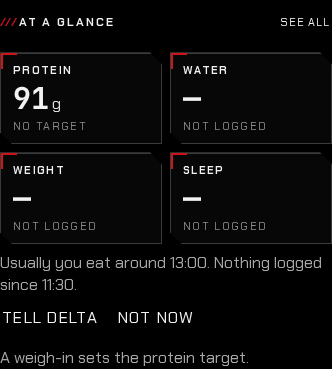 ///AT A GLANCE SEE ALL
PROTEIN WATER
91 g –
NO TARGET NOT LOGGED
WEIGHT SLEEP
– –
NOT LOGGED NOT LOGGED
Usually you eat around 13:00. Nothing logged
since 11:30.
TELL DELTA NOT NOW
A weigh-in sets the protein target.